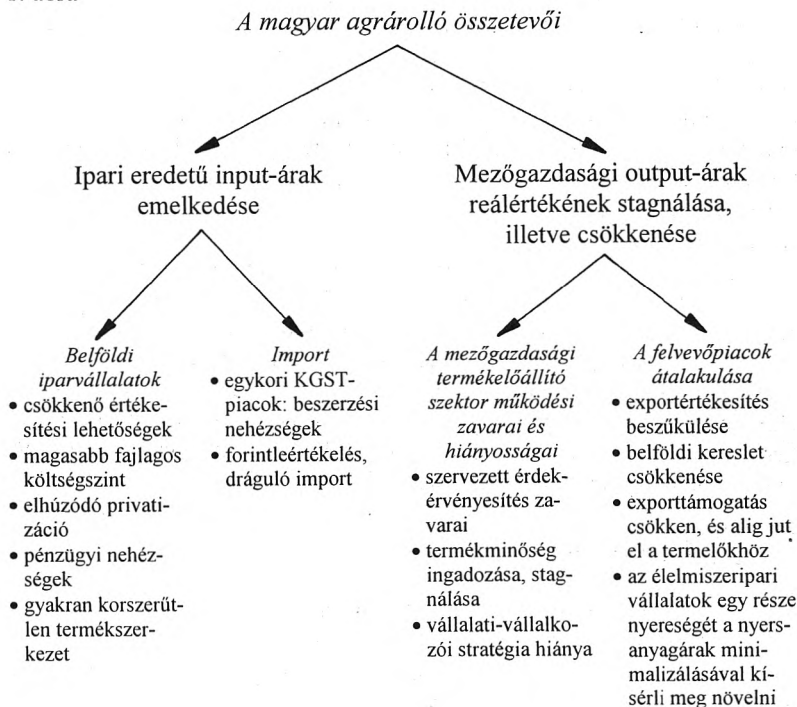 A magyar agrárolló összetevői
Ipari eredetű input-árak
emelkedése
Mezőgazdasági output-árak
reálértékének stagnálása,
illetve csökkenése
Belföldi
iparvállalatok
• csökkenő értéke-
sítési lehetőségek
• magasabb fajlagos
költségszint
• elhúzódó privati-
záció
• pénzügyi nehéz-
ségek
• gyakran korszerűt-
len termékszer-
kezet
Import
• egykori KGST-
piacok: beszerzési
nehézségek
• forintleértékelés,
dráguló import
A mezőgazdasági
termékelőállító
szektor működési
zavarai és
hiányosságai
• szervezett érdek-
érvényesítés za-
varai
• termékminőség
ingadozása, stag-
nálása
• vállalati-vállalko-
zói stratégia hiánya
A felvevőpiacok
átalakulása
• exportértékesítés
beszűkülése
• belföldi kereslet
csökkenése
• exporttámogatás
csökken, és alig jut
el a termelőkhöz
• az élelmiszeripari
vállalatok egy része
nyereségét a nyers-
anyagárak mini-
malizálásával kí-
sérli meg növelni